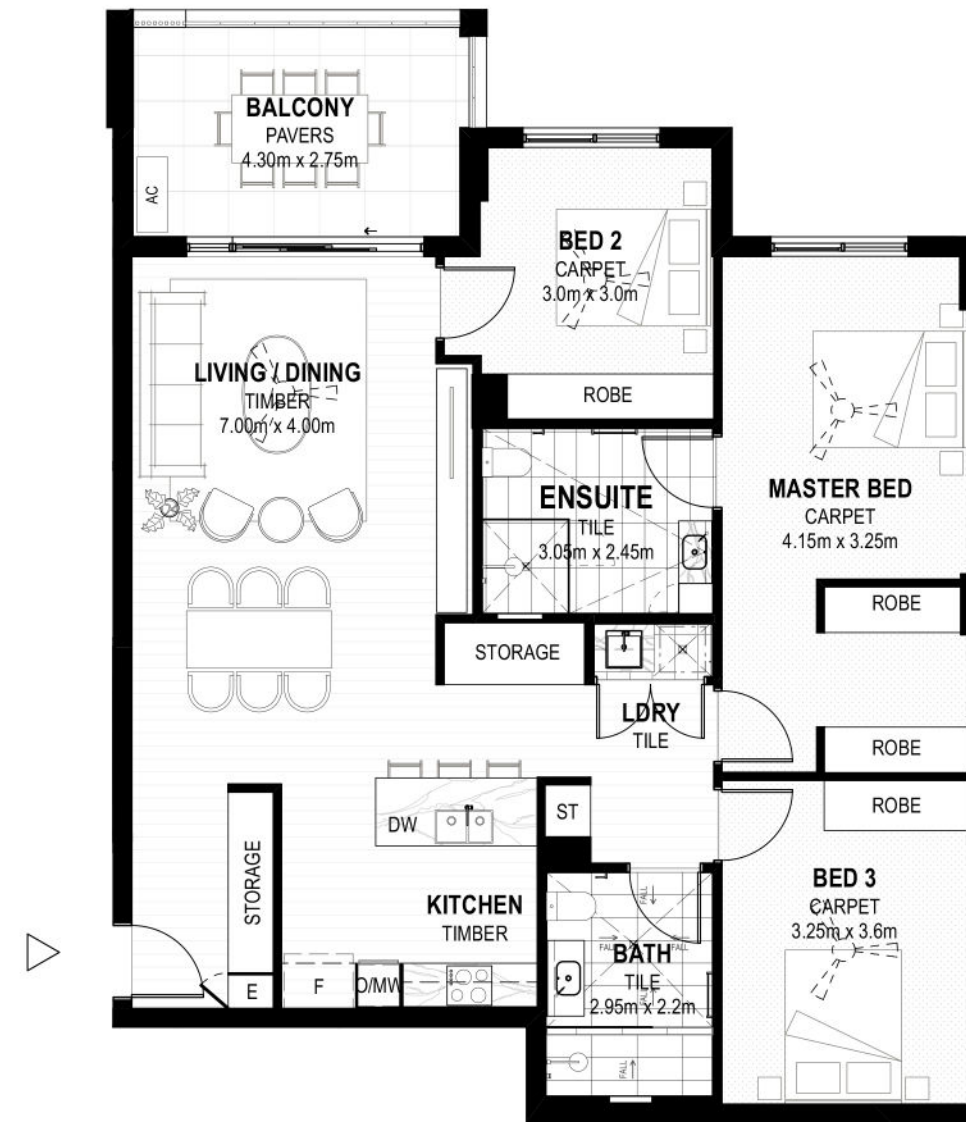 BALCONY
PAVERS
4.30m x 2.75m
AC
BED 2
CARPET
3.0m x 3.0m
ROBE
LIVING / DINING
TIMBER
7.00m x 4.00m
ENSUITE
TILE
3.05m x 2.45m
MASTER BED
CARPET
4.15m x 3.25m
ROBE
ROBE
STORAGE
LDRY
TILE
ROBE
DW
ST
STORAGE
KITCHEN
TIMBER
E
F
O/MW
BED 3
CARPET
3.25m x 3.6m
FALL
FALL
FALL
BATH
TILE
2.95m x 2.2m
FALL
FALL